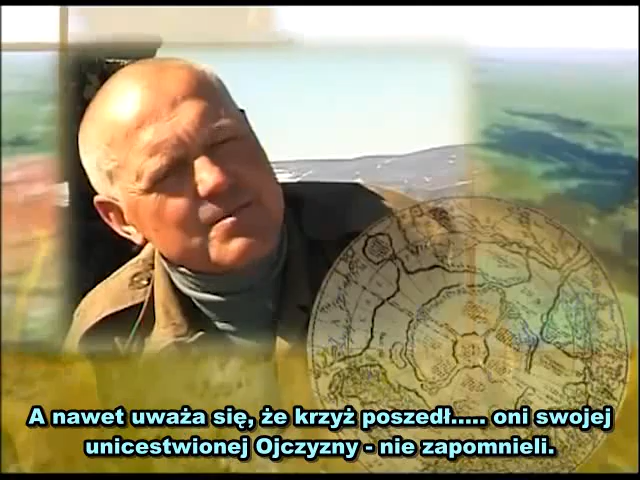 A nawet uważa się, że krzyż poszedł..... oni swojej
unicestwionej Ojczyzny - nie zapomnieli.